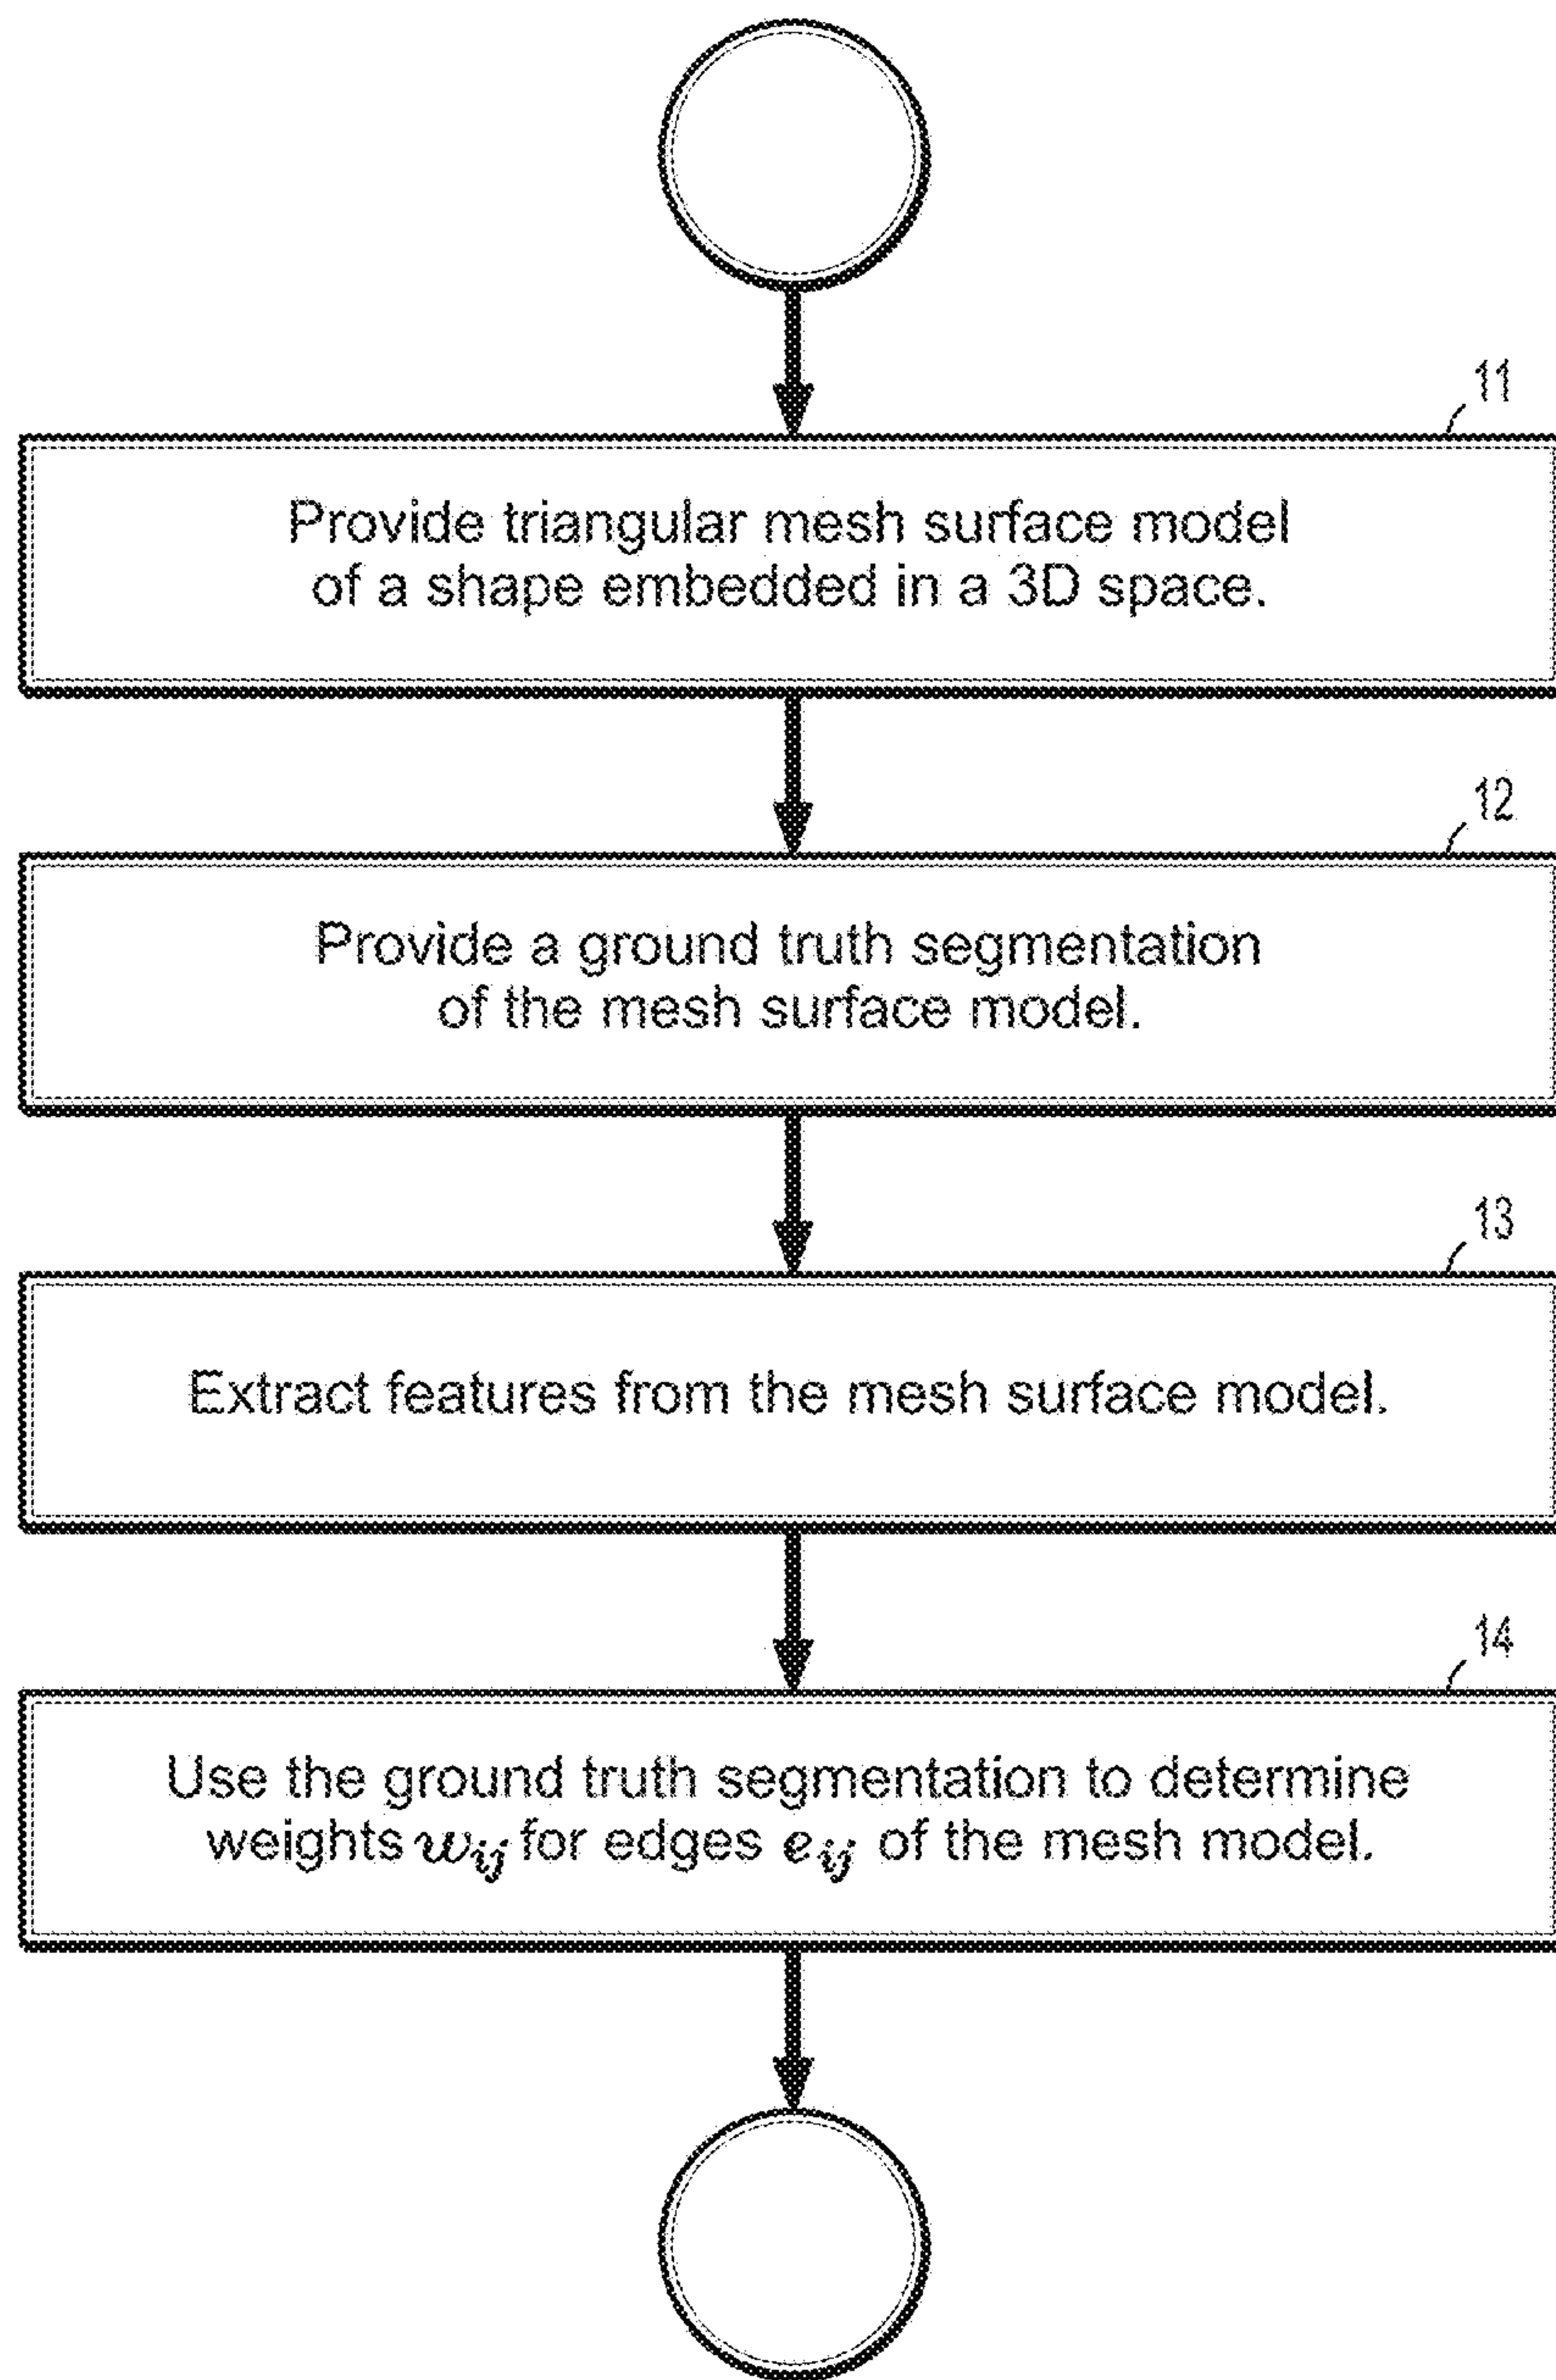 11
Provide triangular mesh surface model
of a shape embedded in a 3D space.
12
Provide a ground truth segmentation
of the mesh surface model.
13
Extract features from the mesh surface model.
14
Use the ground truth segmentation to determine
weights w_ij for edges e_ij of the mesh model.